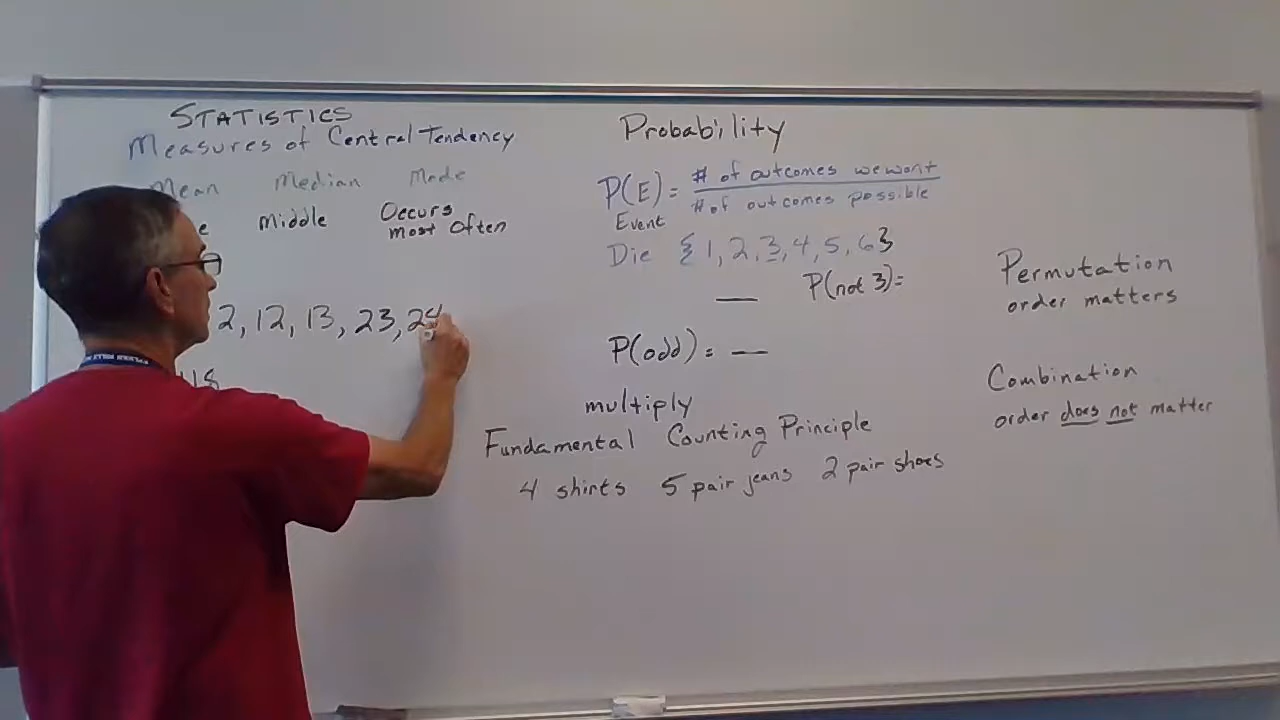 STATISTICS
Measures of Central Tendency
Mean Median Mode
Middle Occurs most Often
2, 12, 13, 23, 24
Probability
P(E) = # of outcomes we want
# of outcomes possible
Event
Die {1, 2, 3, 4, 5, 6}
P(not 3) =
P(odd) =
multiply
Fundamental Counting Principle
4 shirts 5 pair jeans 2 pair shoes
Permutation
order matters
Combination
order does not matter